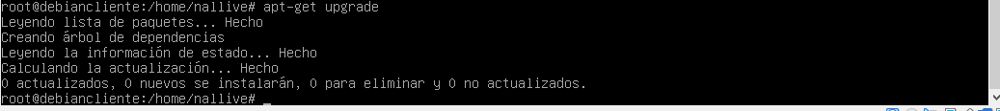 root@debiancliente:/home/nallive# apt-get upgrade
Leyendo lista de paquetes... Hecho
Creando árbol de dependencias
Leyendo la información de estado... Hecho
Calculando la actualización... Hecho
0 actualizados, 0 nuevos se instalarán, 0 para eliminar y 0 no actualizados.
root@debiancliente:/home/nallive# _